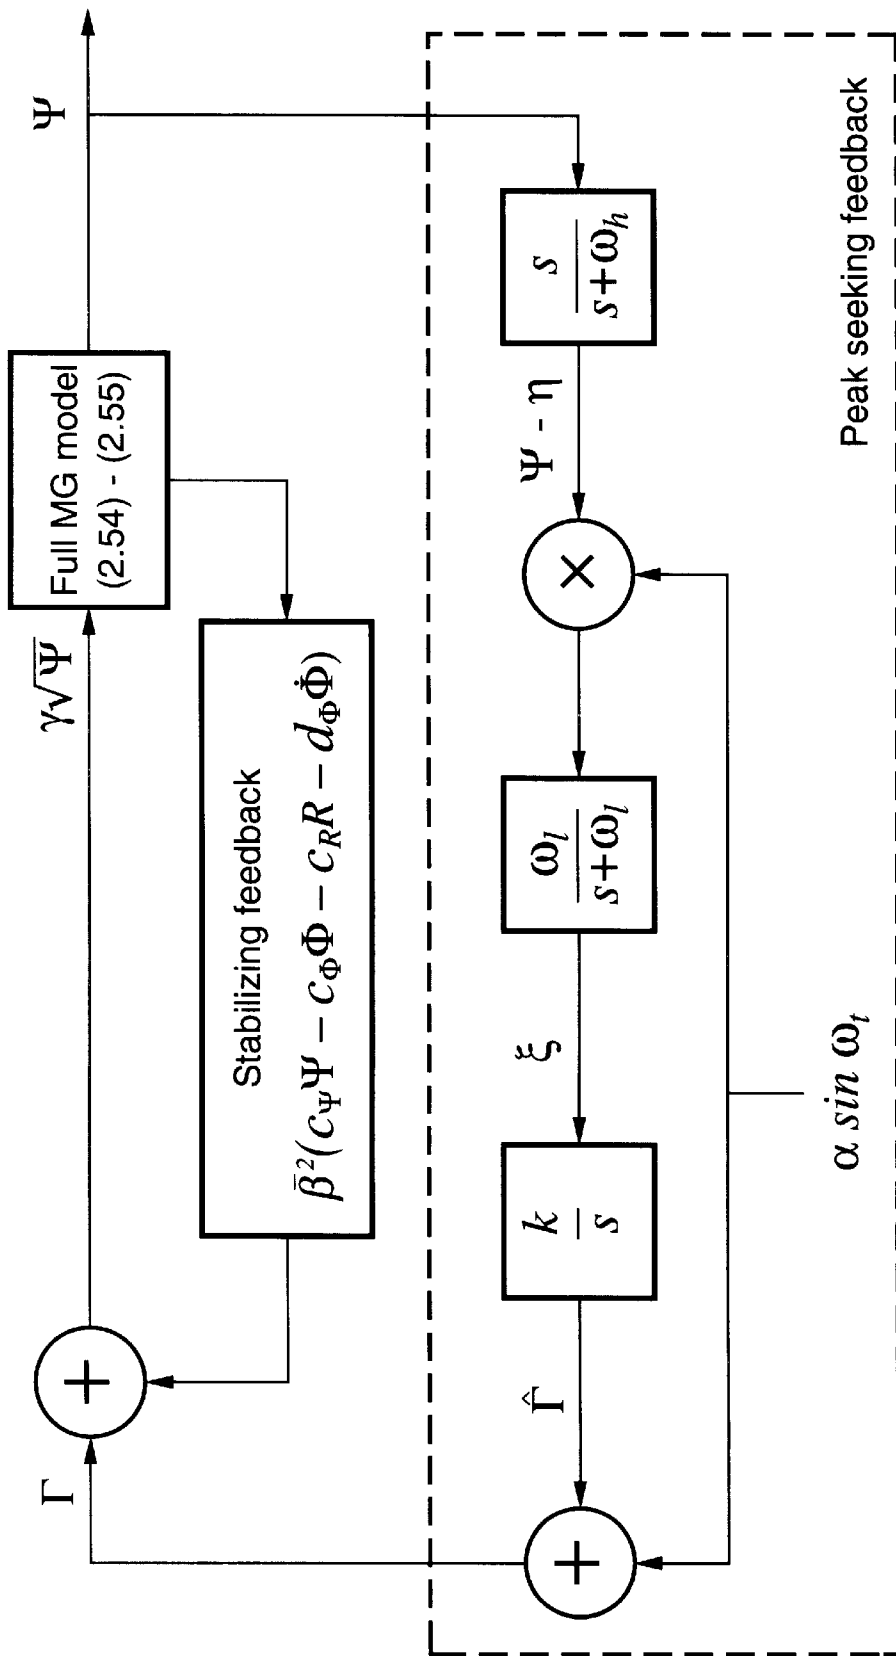 Γ
γ√Ψ
Full MG model
(2.54) - (2.55)
Ψ
Stabilizing feedback
β̄²(c_ΨΨ − c_ΦΦ − c_RR − d_ΦΦ̇)
Γ̂
k
s
ξ
ω_l
s+ω_l
Ψ - η
s
s+ω_h
α sin ω_t
Peak seeking feedback
+
+
×